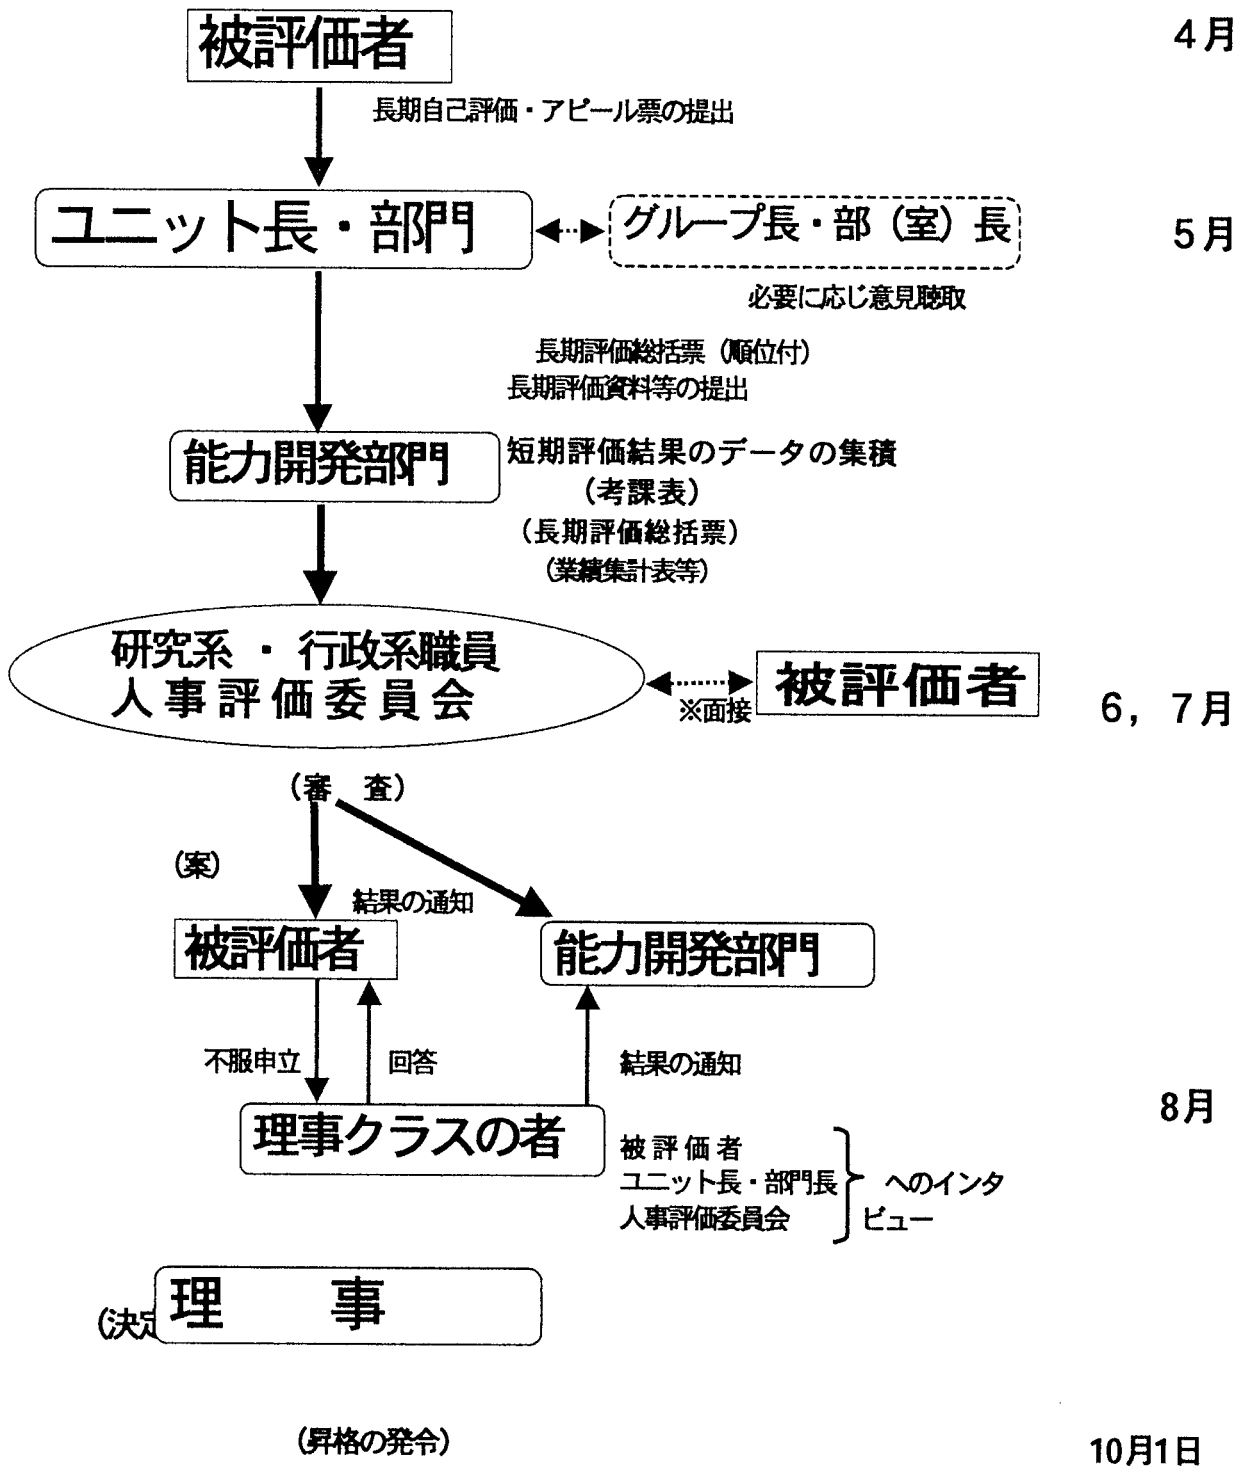 被評価者
4月
長期自己評価・アピール票の提出
ユニット長・部門
グループ長・部（室）長
5月
必要に応じ意見聴取
長期評価総括票（順位付）
長期評価資料等の提出
能力開発部門
短期評価結果のデータの集積
（考課表）
（長期評価総括票）
（業績集計表等）
研究系・行政系職員
人事評価委員会
被評価者
※面接
6，7月
（審　査）
（案）
結果の通知
被評価者
能力開発部門
不服申立
回答
結果の通知
8月
理事クラスの者
被評価者
ユニット長・部門長
へのインタ
人事評価委員会
ビュー
理　事
（決定
（昇格の発令）
10月1日